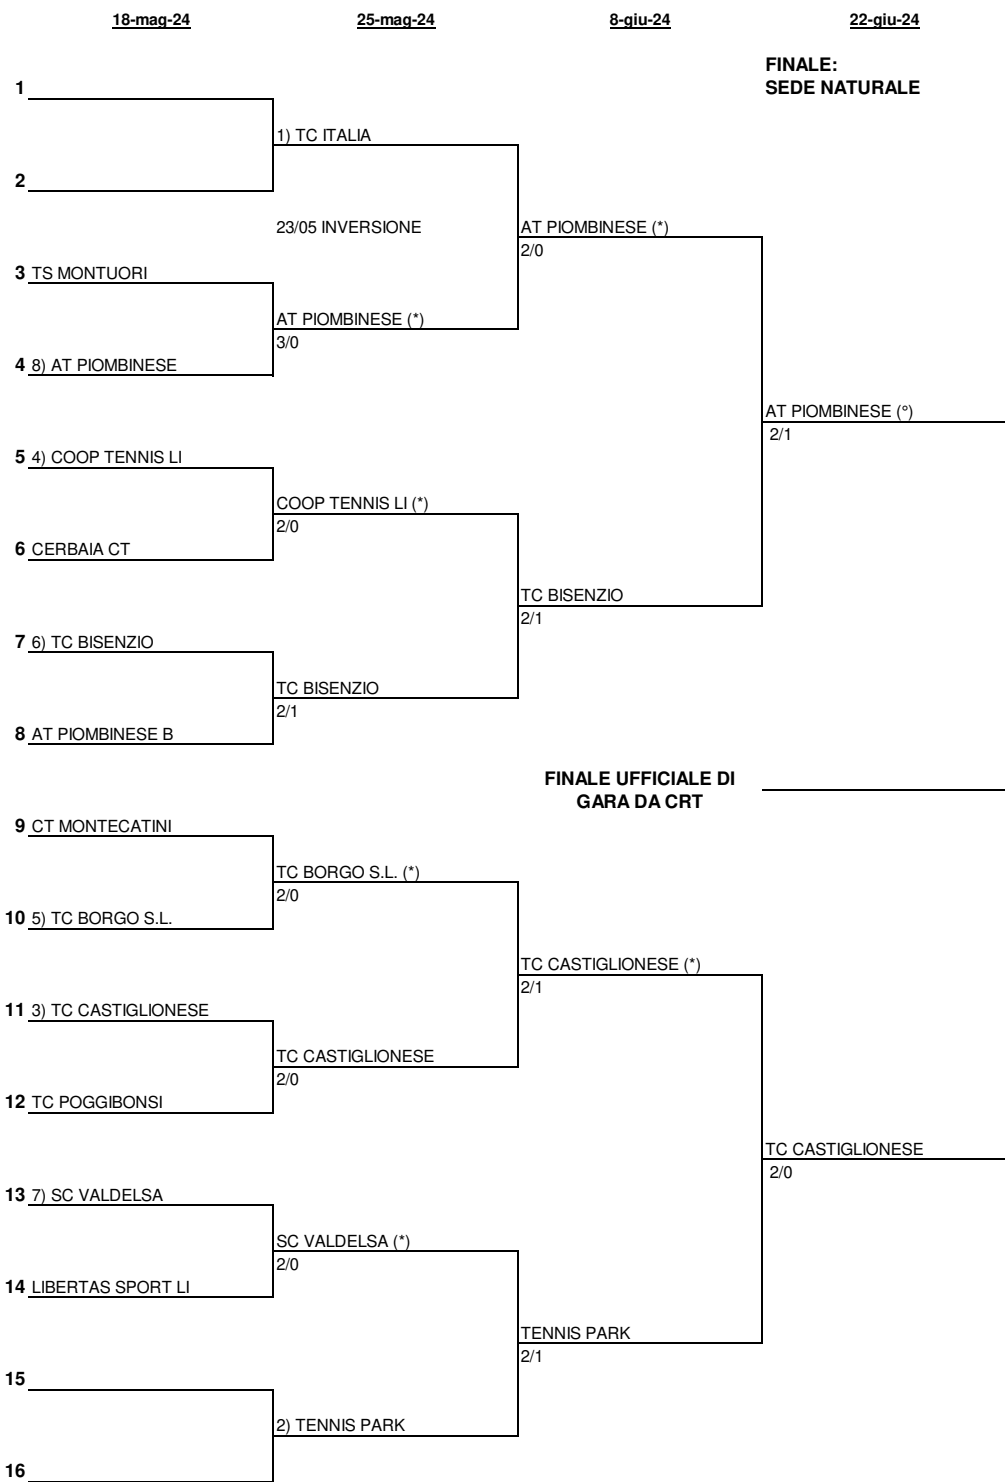 18-mag-24 25-mag-24 8-giu-24 22-giu-24
FINALE:
SEDE NATURALE
1
1) TC ITALIA
2
23/05 INVERSIONE
AT PIOMBINESE (*)
2/0
3 TS MONTUORI
AT PIOMBINESE (*)
3/0
4 8) AT PIOMBINESE
AT PIOMBINESE (°)
2/1
5 4) COOP TENNIS LI
COOP TENNIS LI (*)
2/0
6 CERBAIA CT
TC BISENZIO
2/1
7 6) TC BISENZIO
TC BISENZIO
2/1
8 AT PIOMBINESE B
FINALE UFFICIALE DI
GARA DA CRT
9 CT MONTECATINI
TC BORGO S.L. (*)
2/0
10 5) TC BORGO S.L.
TC CASTIGLIONESE (*)
2/1
11 3) TC CASTIGLIONESE
TC CASTIGLIONESE
2/0
12 TC POGGIBONSI
TC CASTIGLIONESE
2/0
13 7) SC VALDELSA
SC VALDELSA (*)
2/0
14 LIBERTAS SPORT LI
TENNIS PARK
2/1
15
2) TENNIS PARK
16